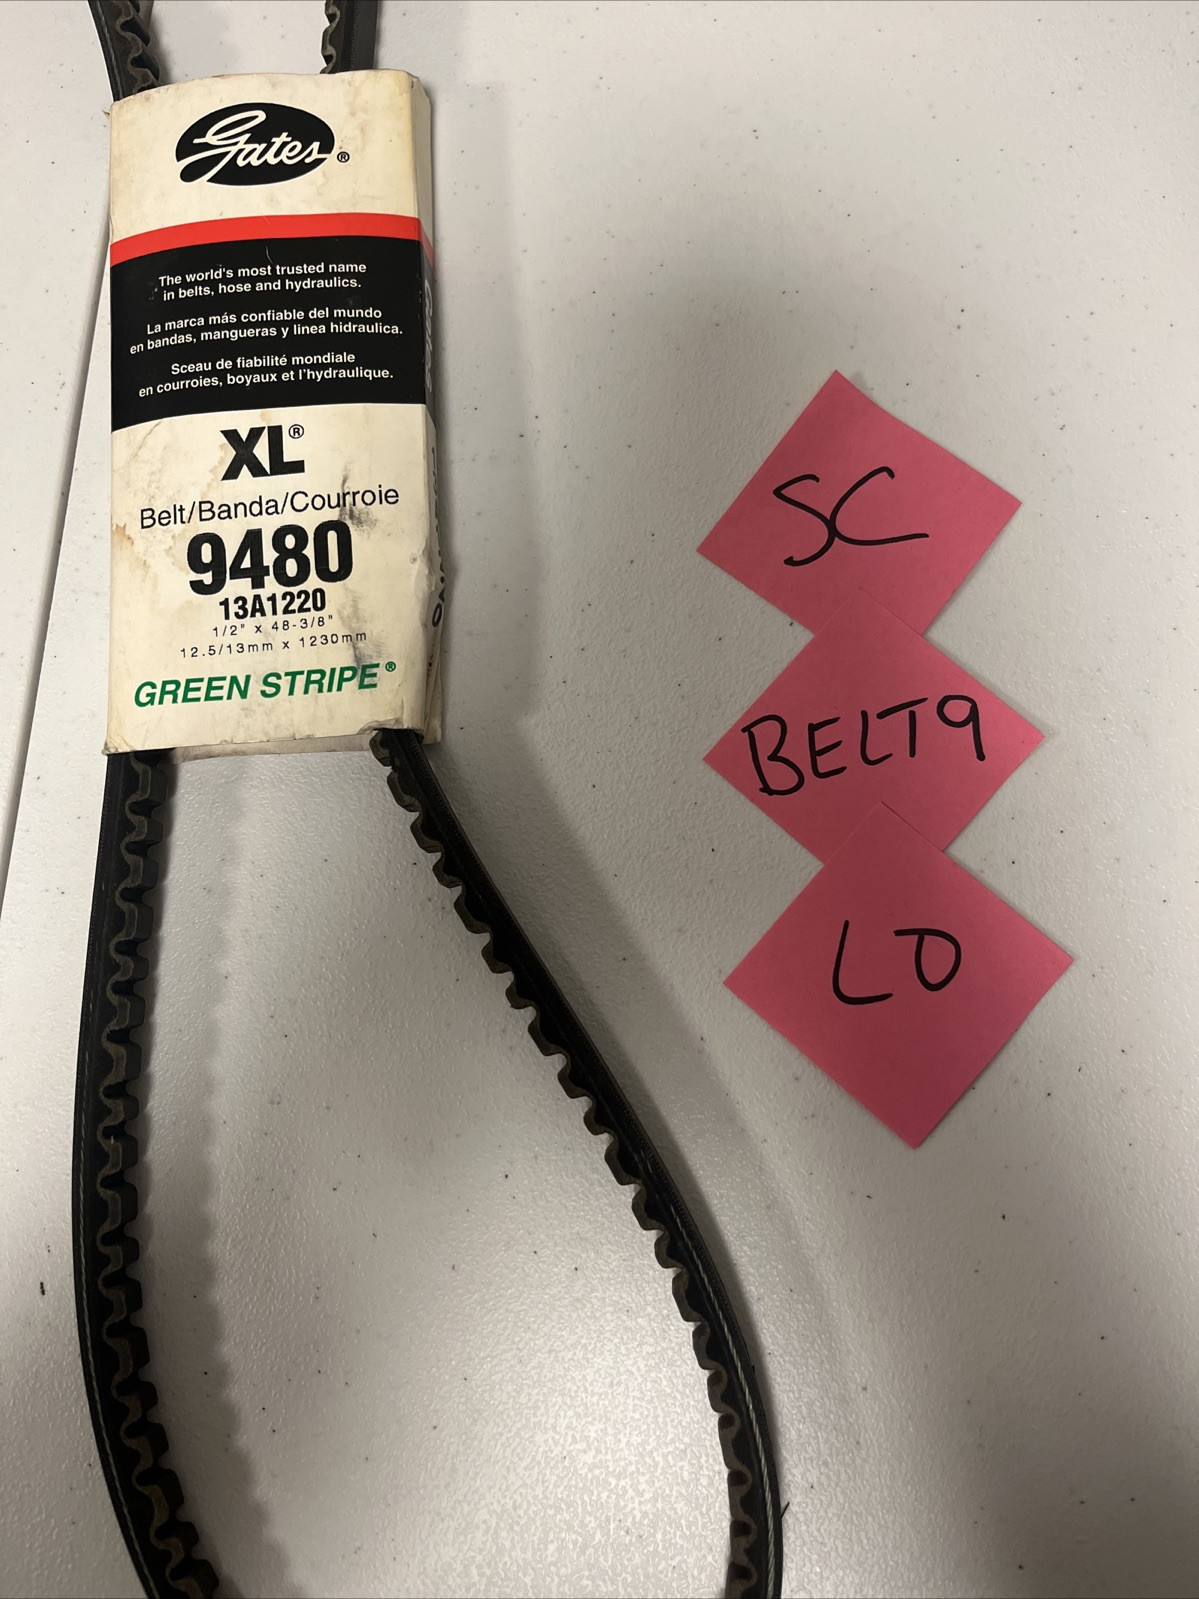 Gates®
The world's most trusted name
in belts, hose and hydraulics.
La marca más confiable del mundo
en bandas, mangueras y linea hidraulica.
Sceau de fiabilité mondiale
en courroies, boyaux et l'hydraulique.
XL®
Belt/Banda/Courroie
9480
13A1220
1/2" x 48-3/8"
12.5/13mm x 1230mm
GREEN STRIPE®
SC
BELT9
LO